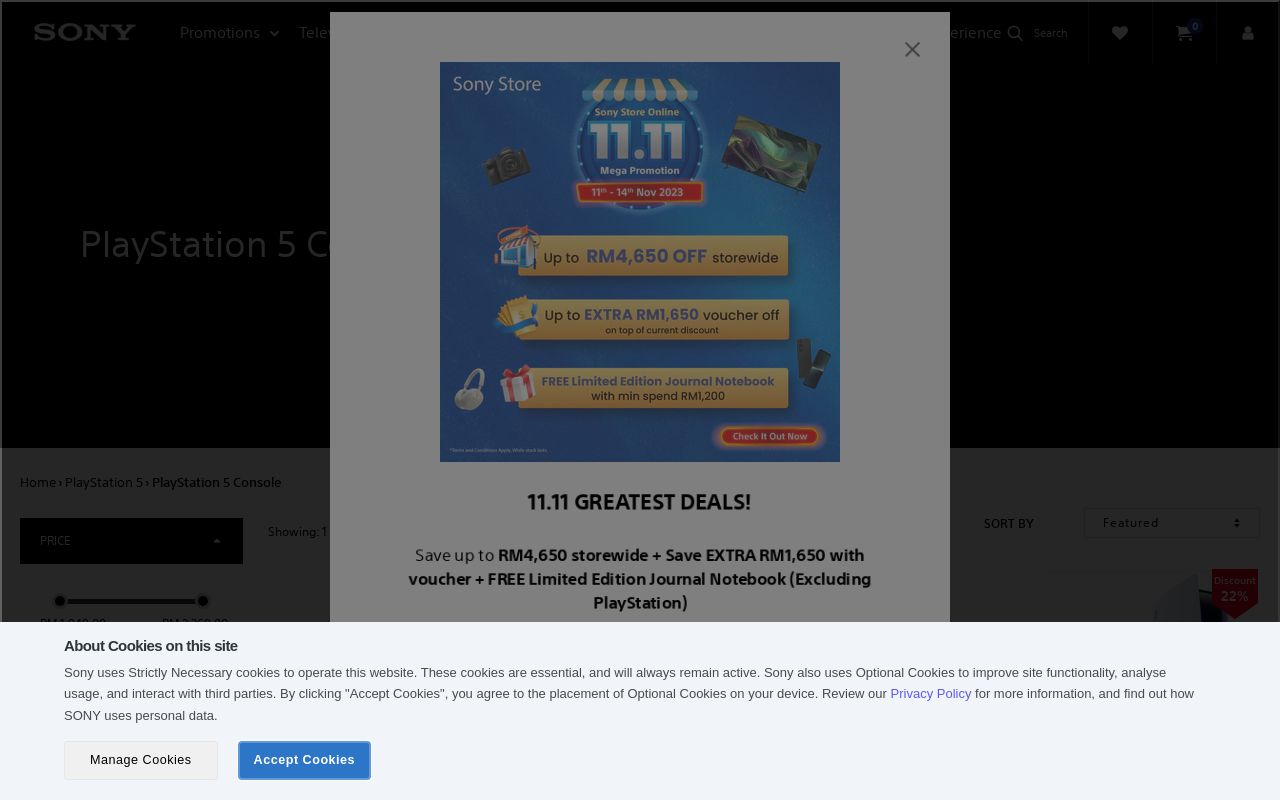 SONY
Promotions
erience
Search
0
Sony Store
Sony Store Online
11.11
Mega Promotion
11th - 14th Nov 2023
Up to RM4,650 OFF storewide
Up to EXTRA RM1,650 voucher off
on top of current discount
FREE Limited Edition Journal Notebook
with min spend RM1,200
Check It Out Now
*Terms and Conditions Apply. While stock lasts.
PlayStation 5
Home › PlayStation 5 › PlayStation 5 Console
11.11 GREATEST DEALS!
PRICE
Showing: 1
SORT BY
Featured
Save up to RM4,650 storewide + Save EXTRA RM1,650 with
voucher + FREE Limited Edition Journal Notebook (Excluding
PlayStation)
Discount
22%
About Cookies on this site
Sony uses Strictly Necessary cookies to operate this website. These cookies are essential, and will always remain active. Sony also uses Optional Cookies to improve site functionality, analyse
usage, and interact with third parties. By clicking "Accept Cookies", you agree to the placement of Optional Cookies on your device. Review our Privacy Policy for more information, and find out how
SONY uses personal data.
Manage Cookies
Accept Cookies